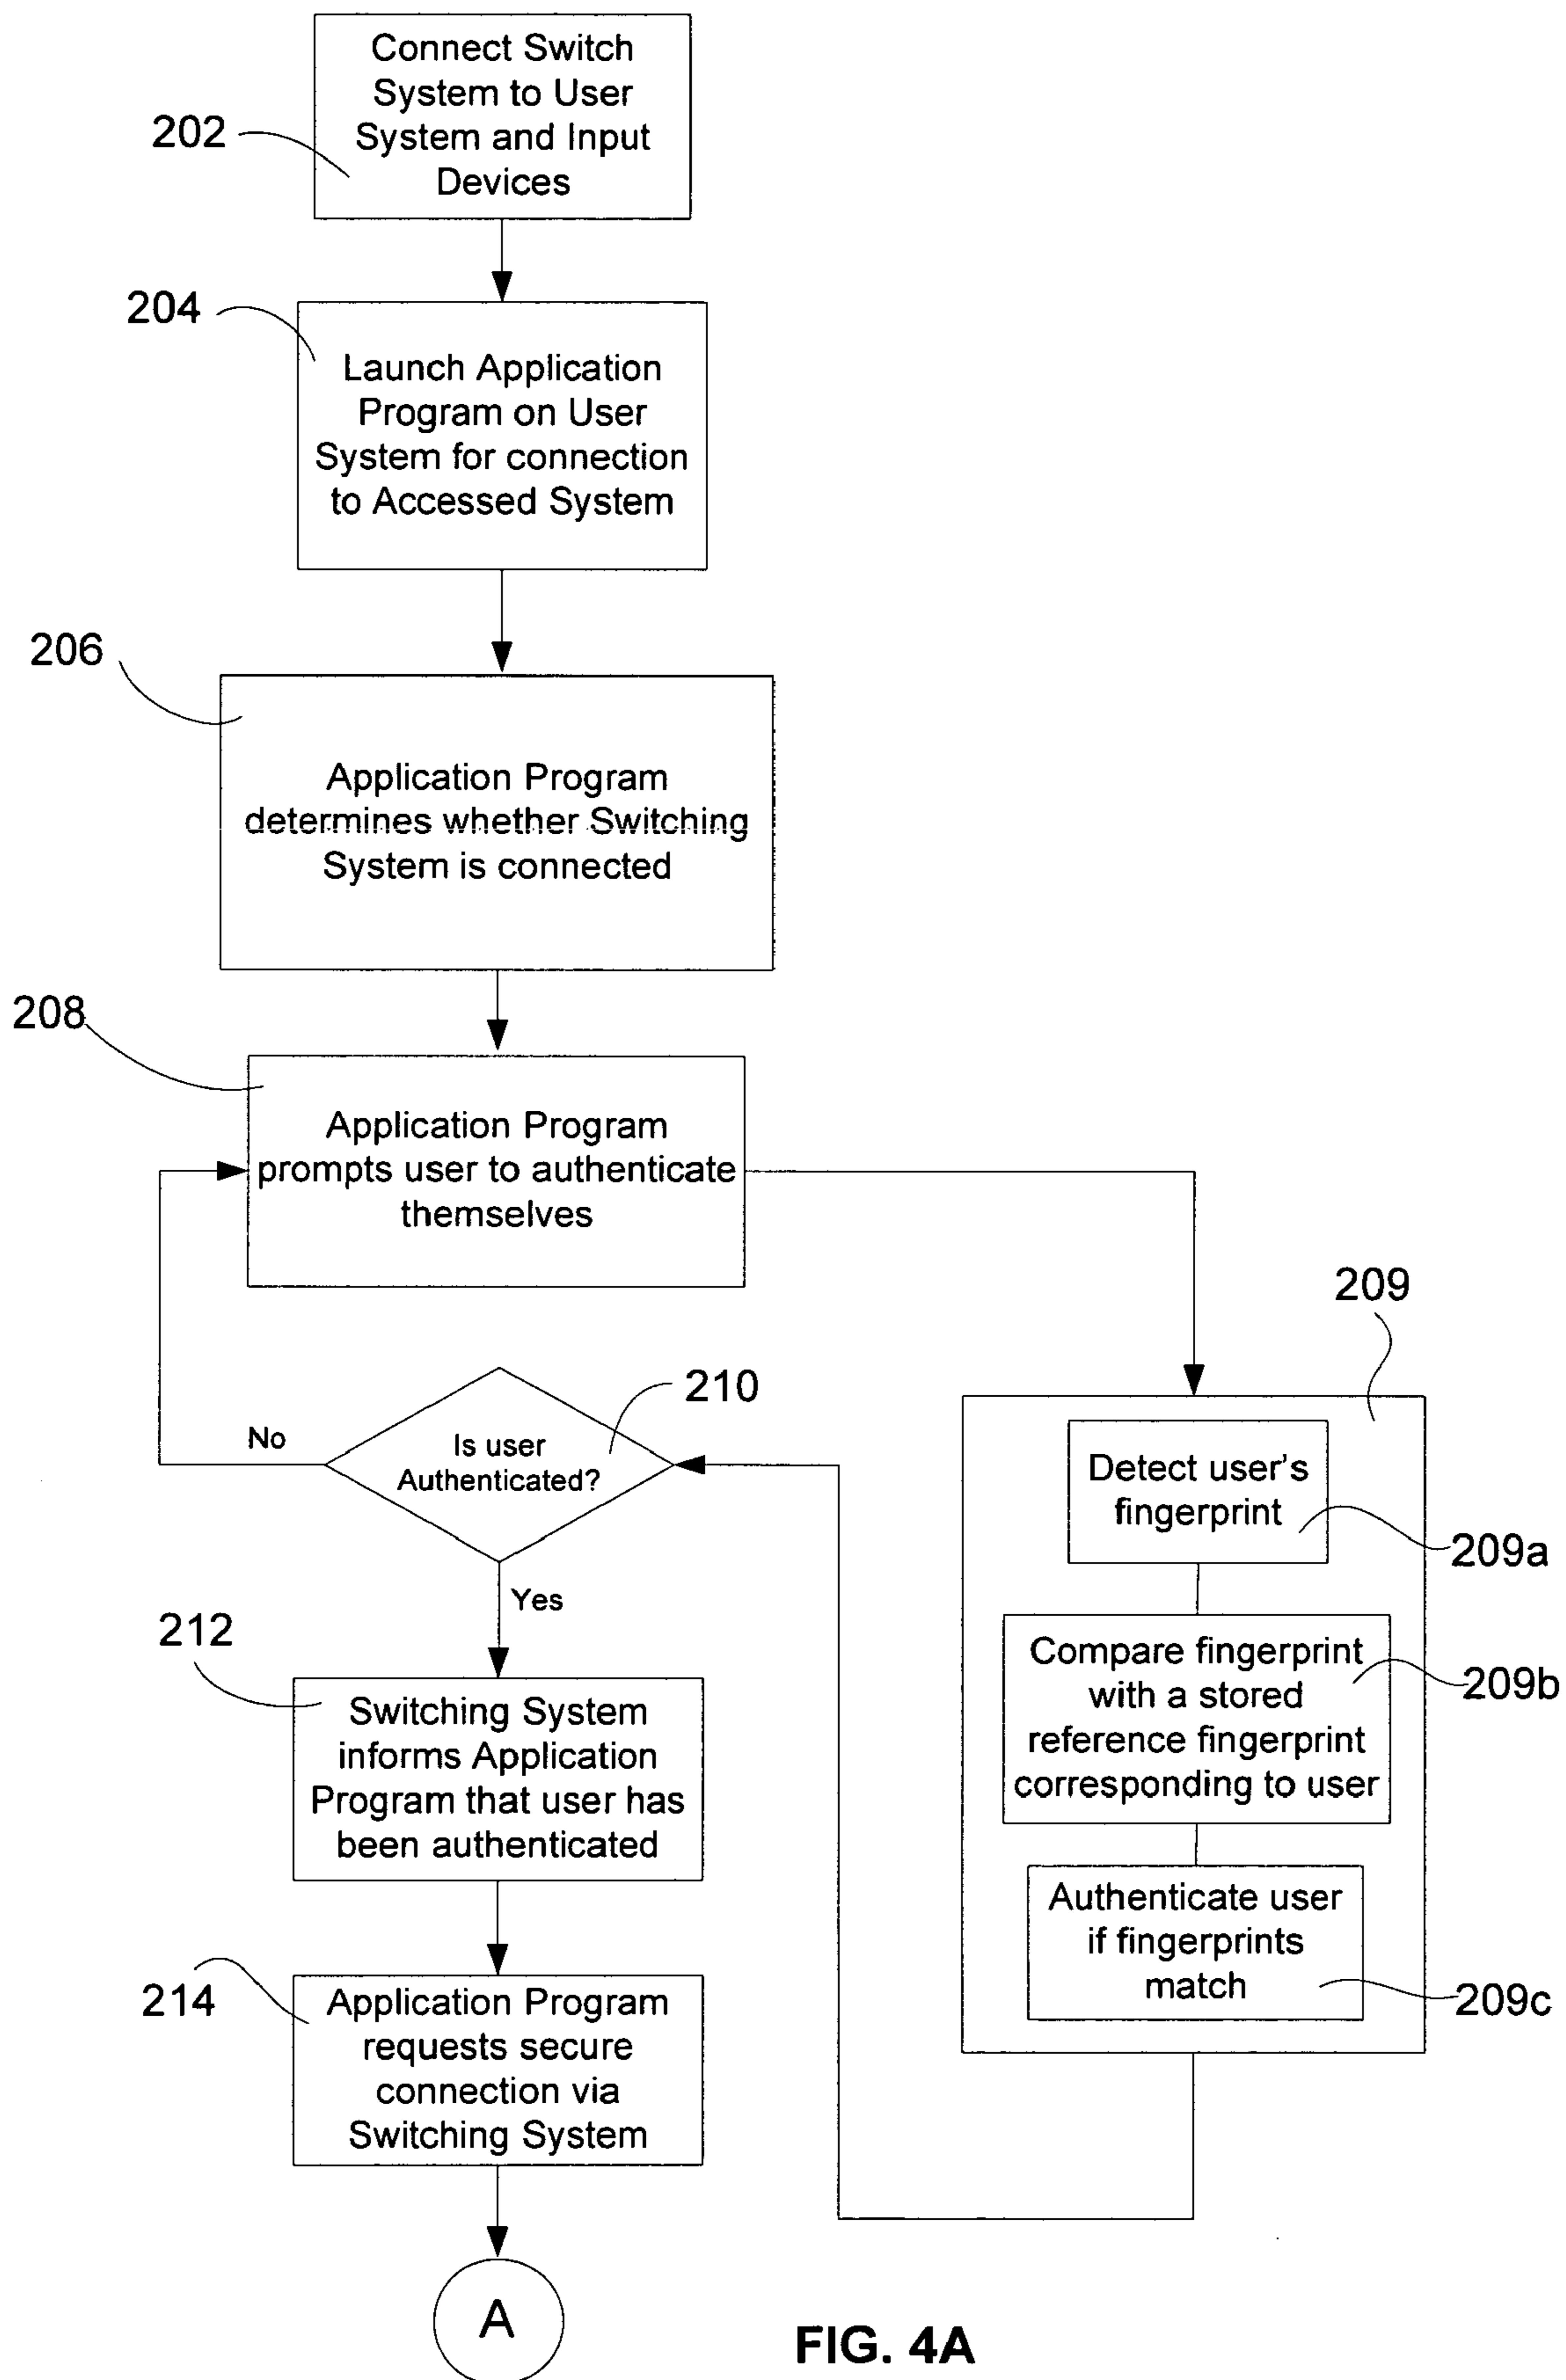 Connect Switch
System to User
System and Input
Devices
202
204
Launch Application
Program on User
System for connection
to Accessed System
206
Application Program
determines whether Switching
System is connected
208
Application Program
prompts user to authenticate
themselves
209
210
No
Is user
Authenticated?
Yes
Detect user's
fingerprint
209a
Compare fingerprint
with a stored
reference fingerprint
corresponding to user
209b
Authenticate user
if fingerprints
match
209c
212
Switching System
informs Application
Program that user has
been authenticated
214
Application Program
requests secure
connection via
Switching System
A
FIG. 4A